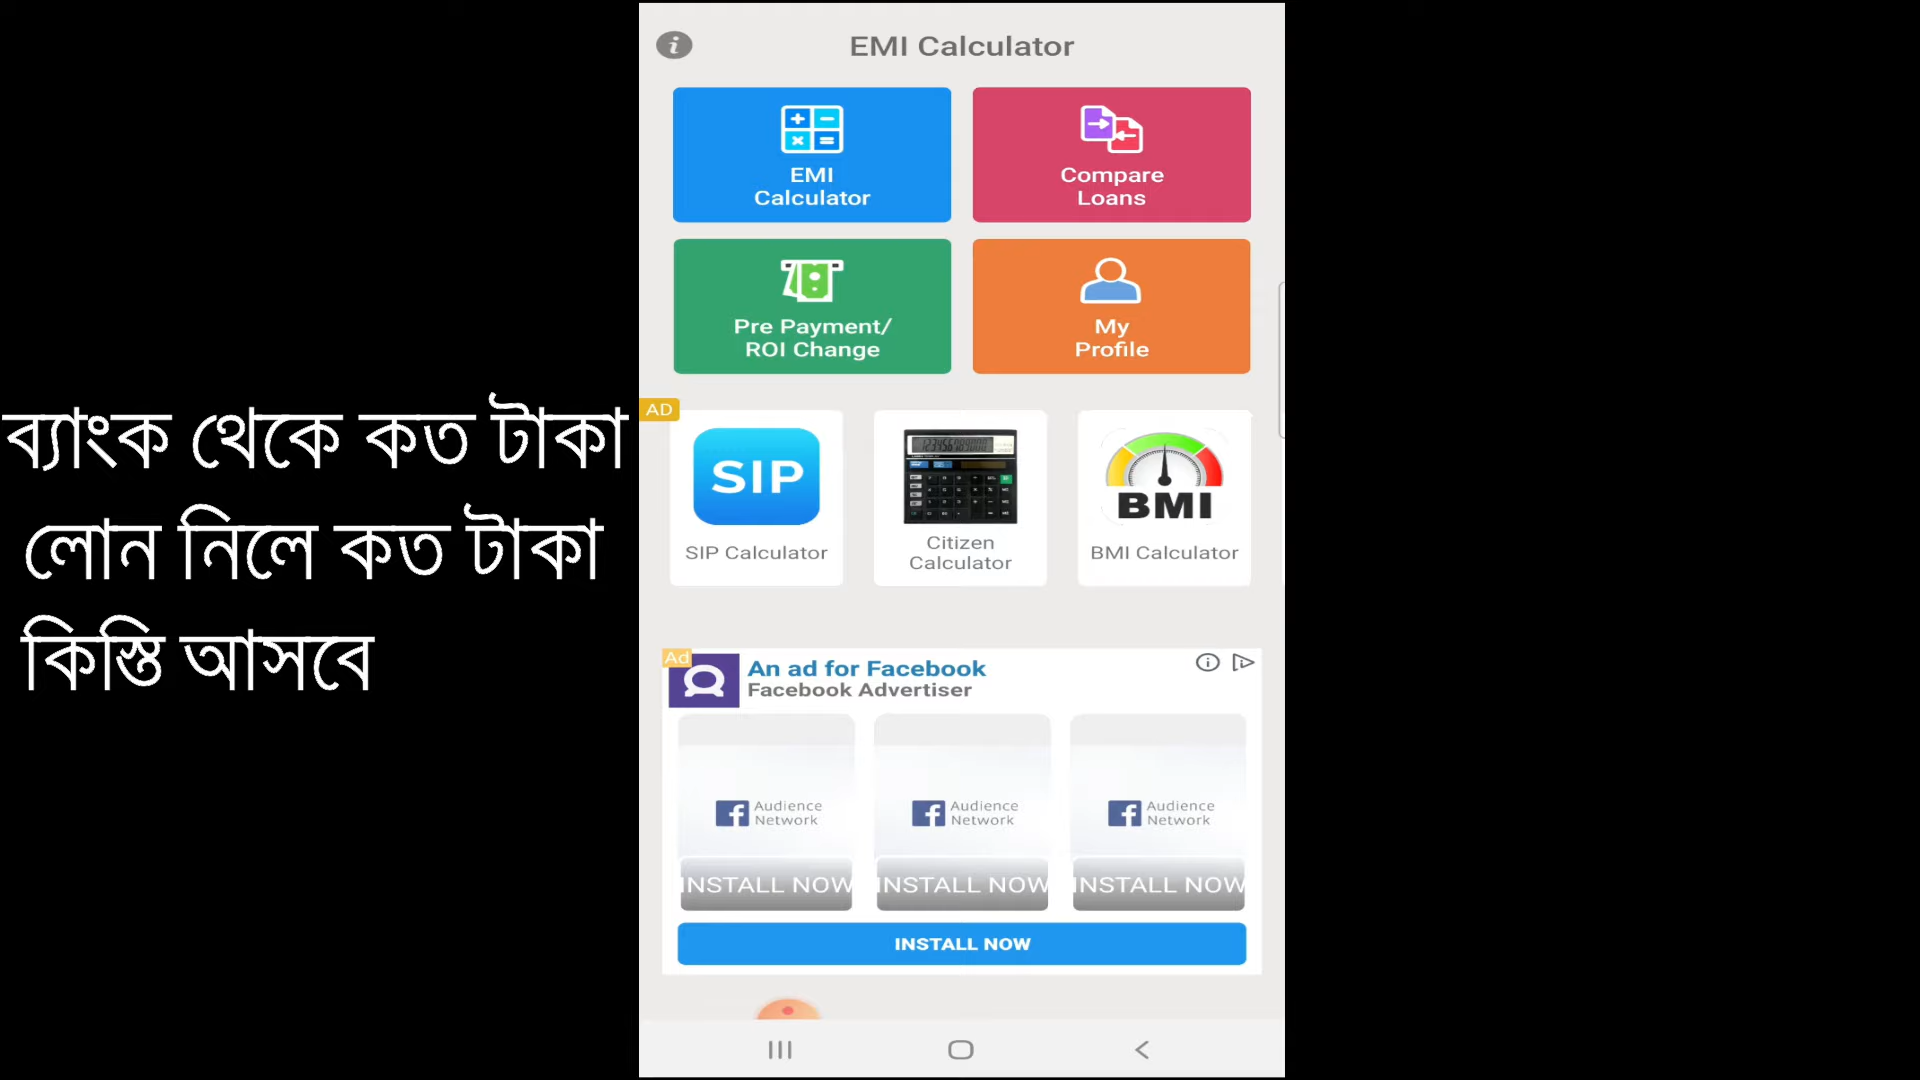 EMI Calculator
EMI
Calculator
Compare
Loans
Pre Payment/
ROI Change
My
Profile
ব্যাংক থেকে কত টাকা
লোন নিলে কত টাকা
কিস্তি আসবে
AD
SIP
SIP Calculator
Citizen
Calculator
BMI
BMI Calculator
Ad
An ad for Facebook
Facebook Advertiser
Audience
Network
Audience
Network
Audience
Network
INSTALL NOW
INSTALL NOW
INSTALL NOW
INSTALL NOW